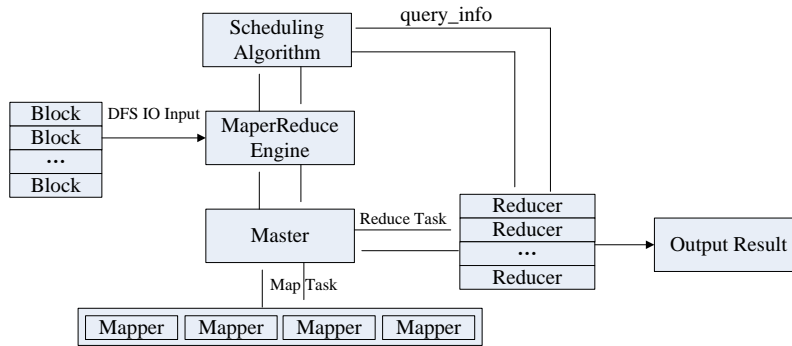 query_info
Scheduling
Algorithm
DFS IO Input
Block
Block
...
Block
MaperReduce
Engine
Reducer
Reducer
...
Reducer
Reduce Task
Master
Output Result
Map Task
Mapper Mapper Mapper Mapper